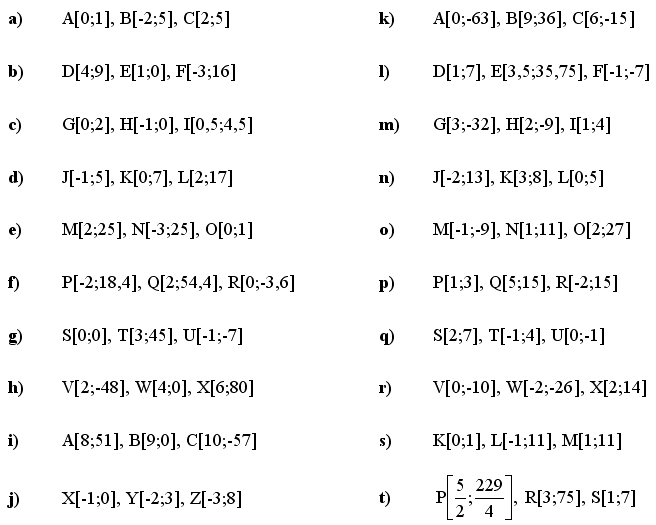 a) A[0;1], B[-2;5], C[2;5]
b) D[4;9], E[1;0], F[-3;16]
c) G[0;2], H[-1;0], I[0,5;4,5]
d) J[-1;5], K[0;7], L[2;17]
e) M[2;25], N[-3;25], O[0;1]
f) P[-2;18,4], Q[2;54,4], R[0;-3,6]
g) S[0;0], T[3;45], U[-1;-7]
h) V[2;-48], W[4;0], X[6;80]
i) A[8;51], B[9;0], C[10;-57]
j) X[-1;0], Y[-2;3], Z[-3;8]
k) A[0;-63], B[9;36], C[6;-15]
l) D[1;7], E[3,5;35,75], F[-1;-7]
m) G[3;-32], H[2;-9], I[1;4]
n) J[-2;13], K[3;8], L[0;5]
o) M[-1;-9], N[1;11], O[2;27]
p) P[1;3], Q[5;15], R[-2;15]
q) S[2;7], T[-1;4], U[0;-1]
r) V[0;-10], W[-2;-26], X[2;14]
s) K[0;1], L[-1;11], M[1;11]
t) P[5/2;229/4], R[3;75], S[1;7]